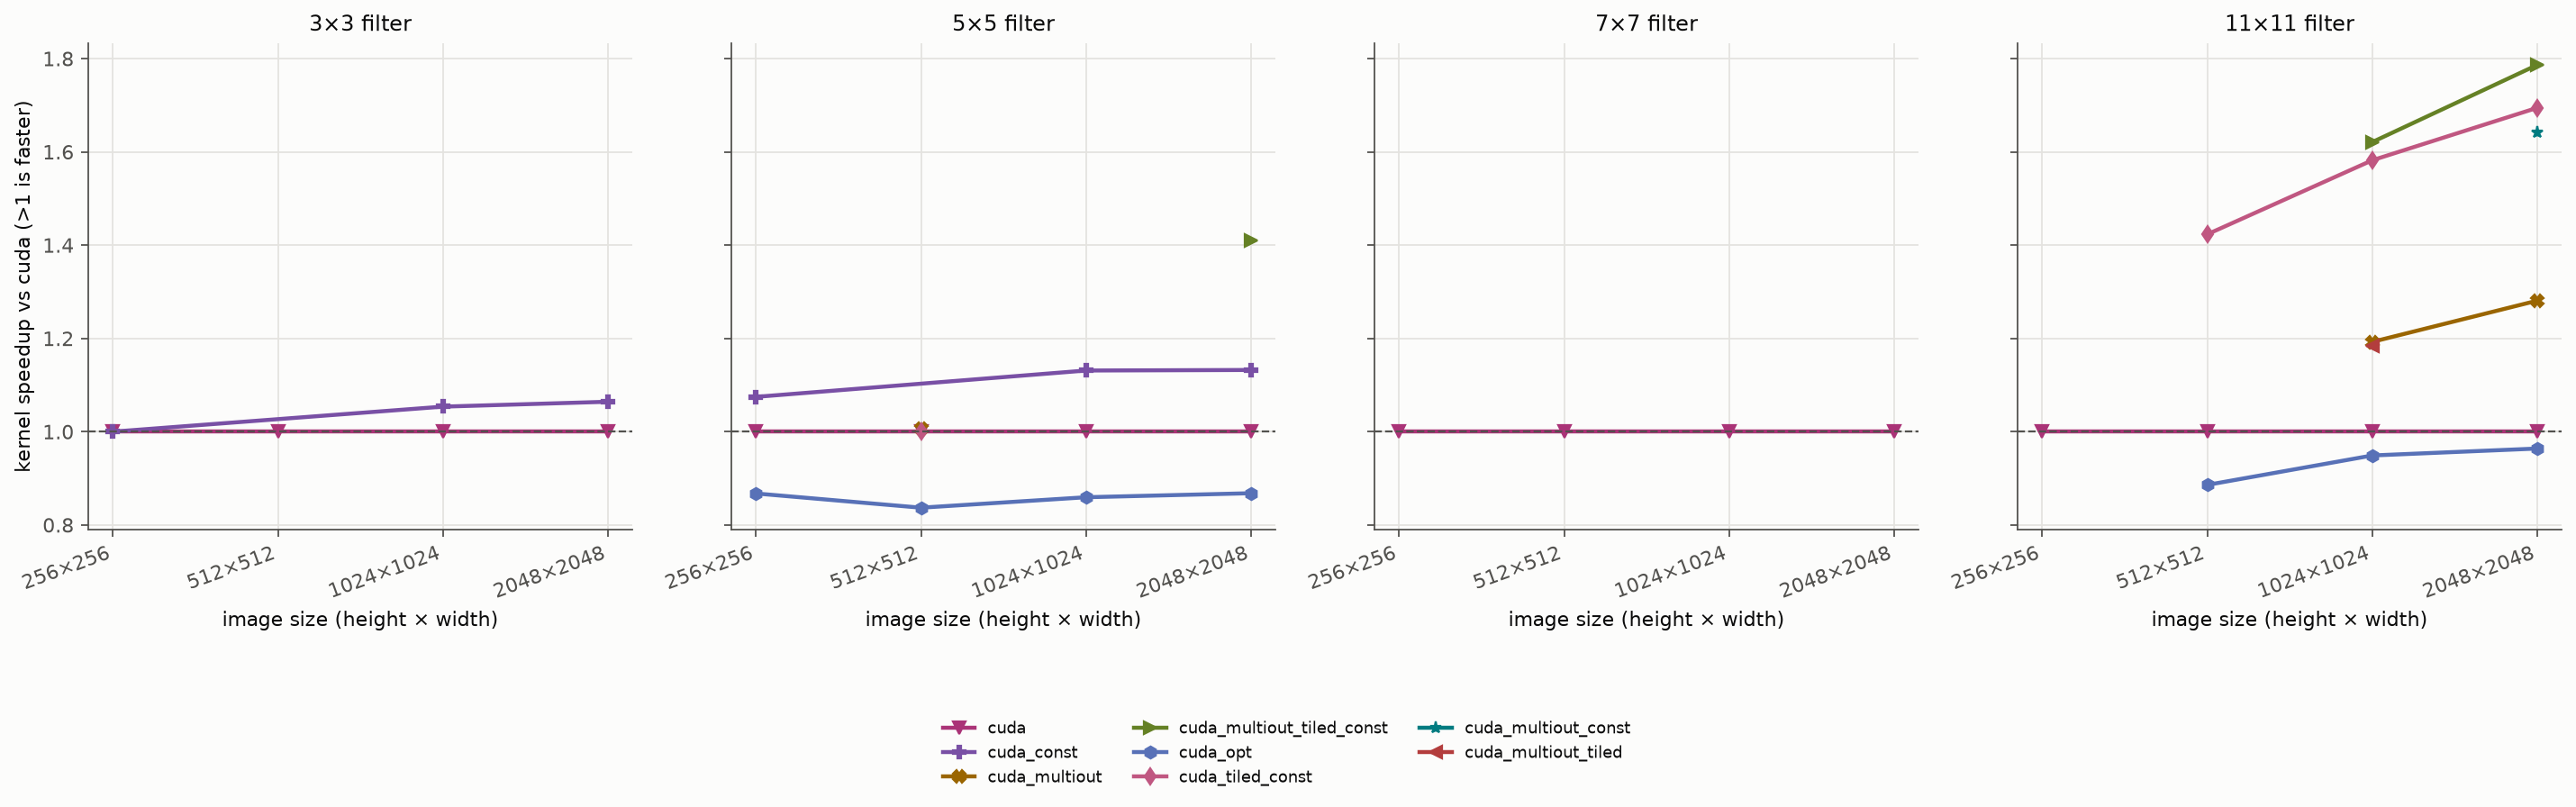 3×3 filter
5×5 filter
7×7 filter
11×11 filter
kernel speedup vs cuda (>1 is faster)
1.8
1.6
1.4
1.2
1.0
0.8
256×256
512×512
1024×1024
2048×2048
256×256
512×512
1024×1024
2048×2048
256×256
512×512
1024×1024
2048×2048
256×256
512×512
1024×1024
2048×2048
image size (height × width)
image size (height × width)
image size (height × width)
image size (height × width)
cuda
cuda_const
cuda_multiout
cuda_multiout_tiled_const
cuda_opt
cuda_tiled_const
cuda_multiout_const
cuda_multiout_tiled